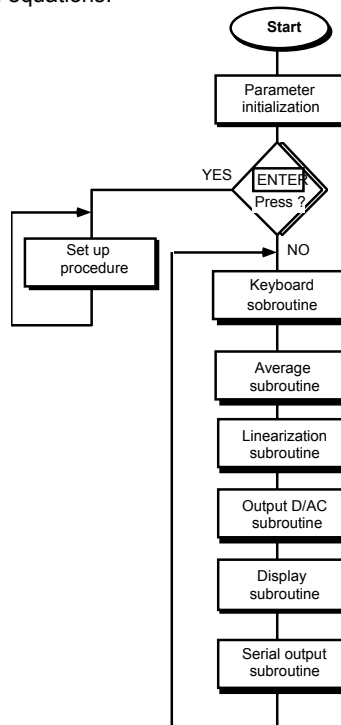 equations.
Start
Parameter
initialization
YES
ENTER
Press ?
NO
Set up
procedure
Keyboard
sobroutine
Average
subroutine
Linearization
subroutine
Output D/AC
subroutine
Display
subroutine
Serial output
subroutine